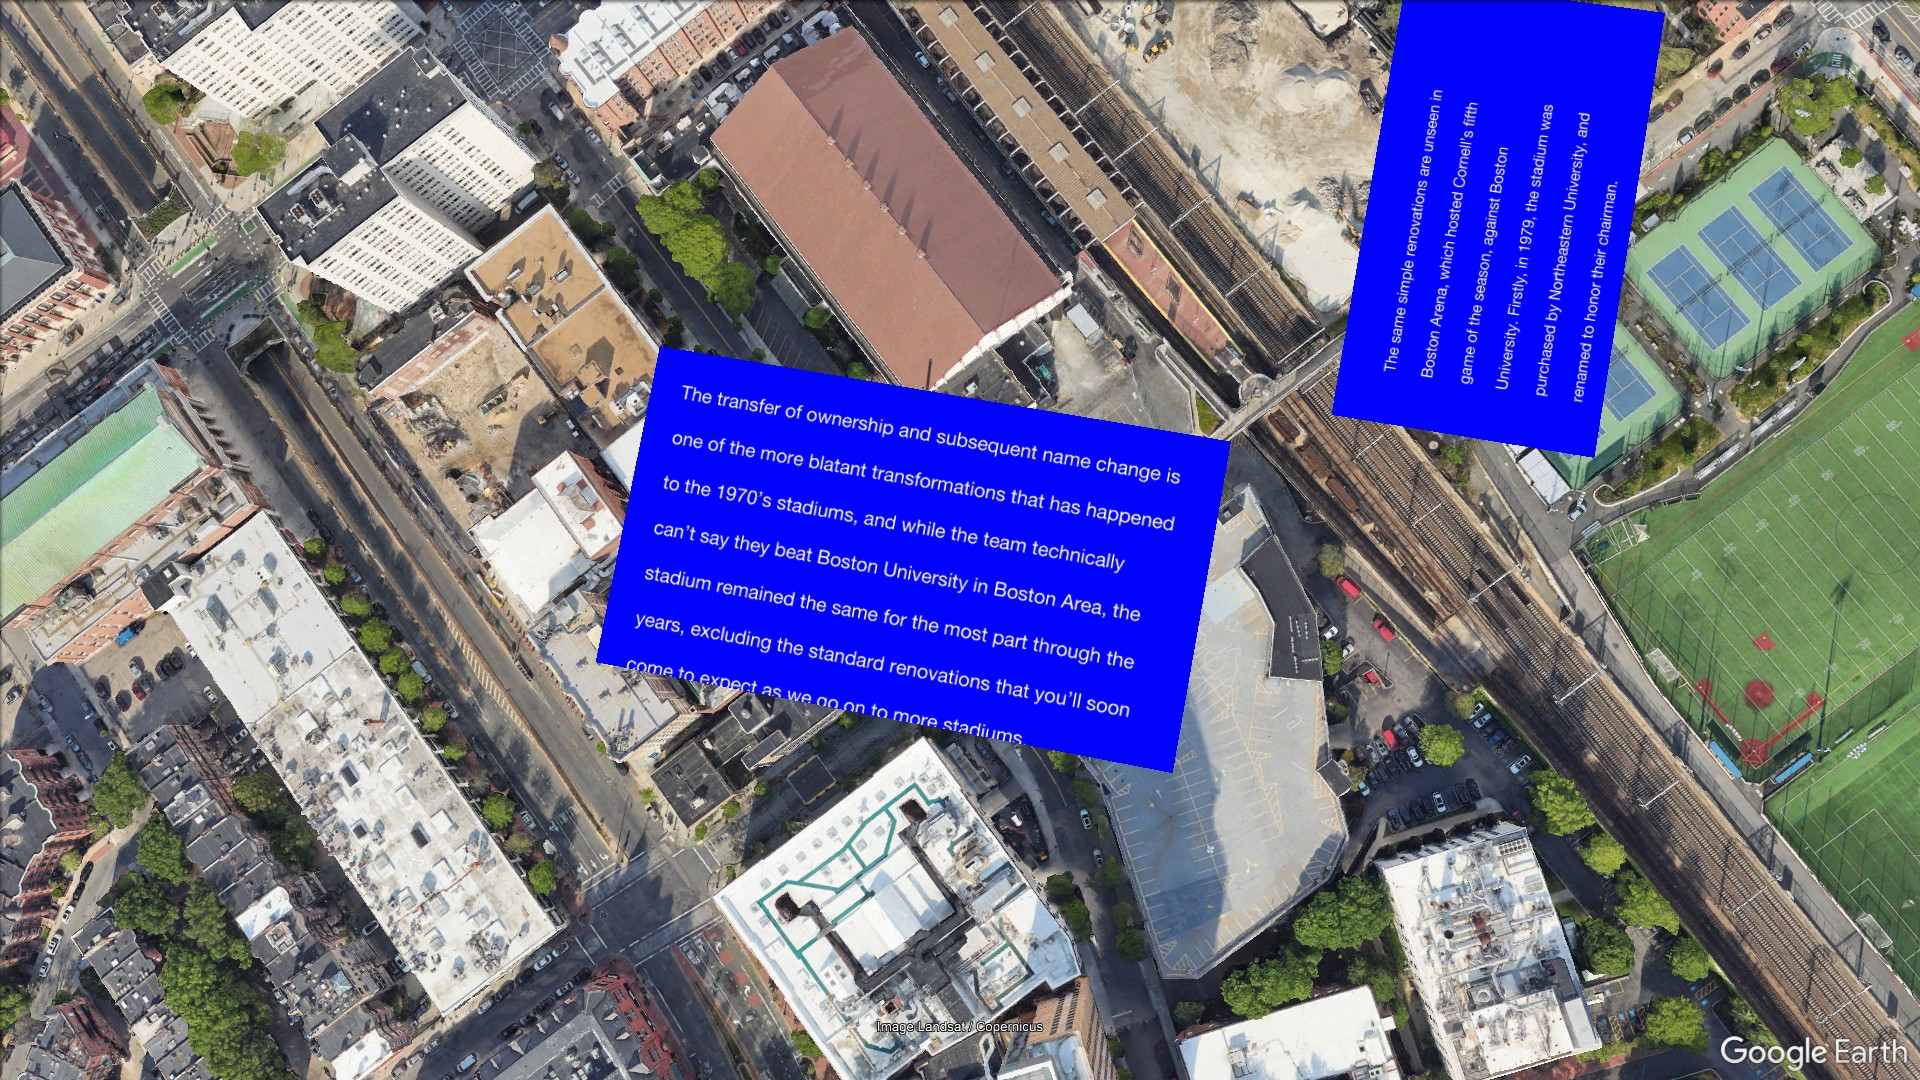 The same simple renovations are unseen in
Boston Arena, which hosted Cornell's fifth
game of the season, against Boston
University. Firstly, in 1979, the stadium was
purchased by Northeastern University, and
renamed to honor their chairman.
The transfer of ownership and subsequent name change is
one of the more blatant transformations that has happened
to the 1970's stadiums, and while the team technically
can't say they beat Boston University in Boston Area, the
stadium remained the same for the most part through the
years, excluding the standard renovations that you'll soon
come to expect as we go on to more stadiums
Image Landsat / Copernicus
Google Earth